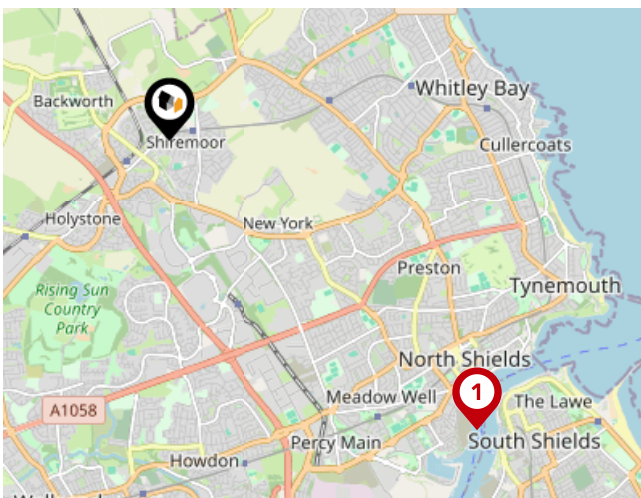 Whitley Bay
Backworth
Shiremoor
Cullercoats
Holystone
New York
Preston
Tynemouth
Rising Sun
Country
Park
North Shields
1
Meadow Well
The Lawe
A1058
Percy Main
South Shields
Howdon